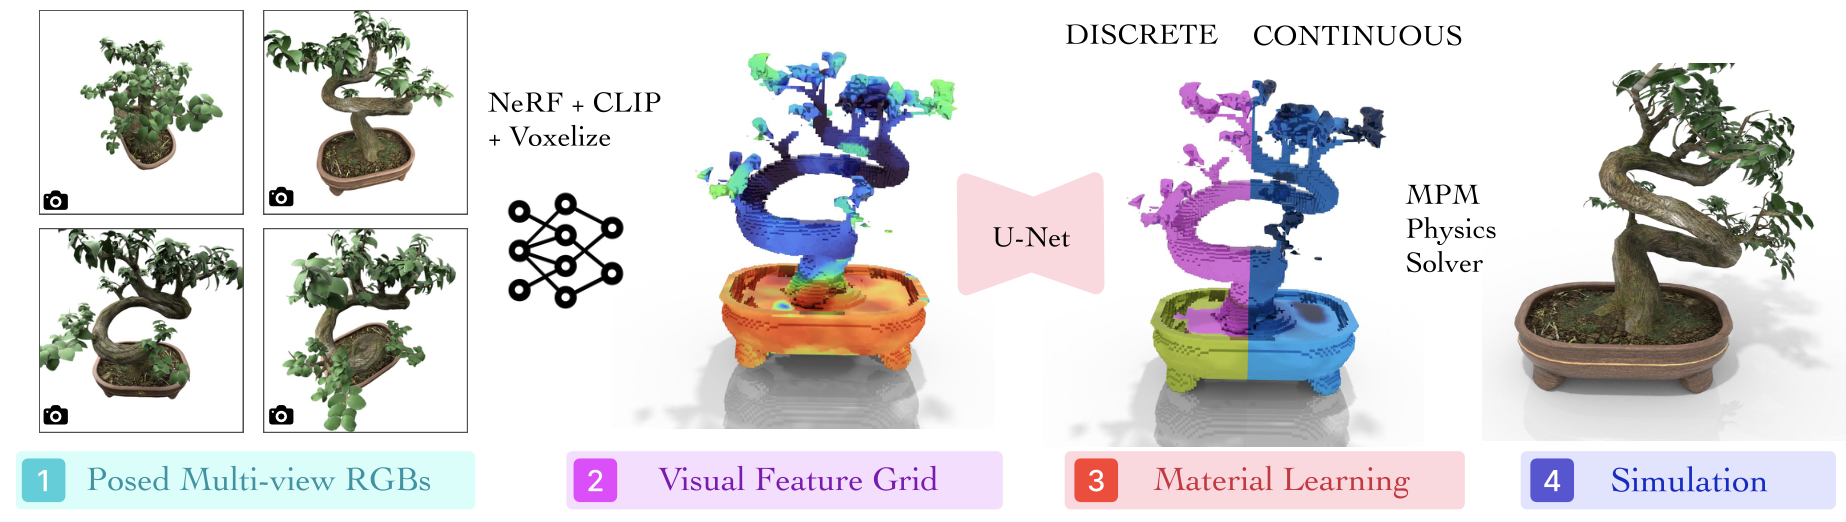 DISCRETE CONTINUOUS
NeRF + CLIP
+ Voxelize
U-Net
MPM
Physics
Solver
1 Posed Multi-view RGBs
2 Visual Feature Grid
3 Material Learning
4 Simulation